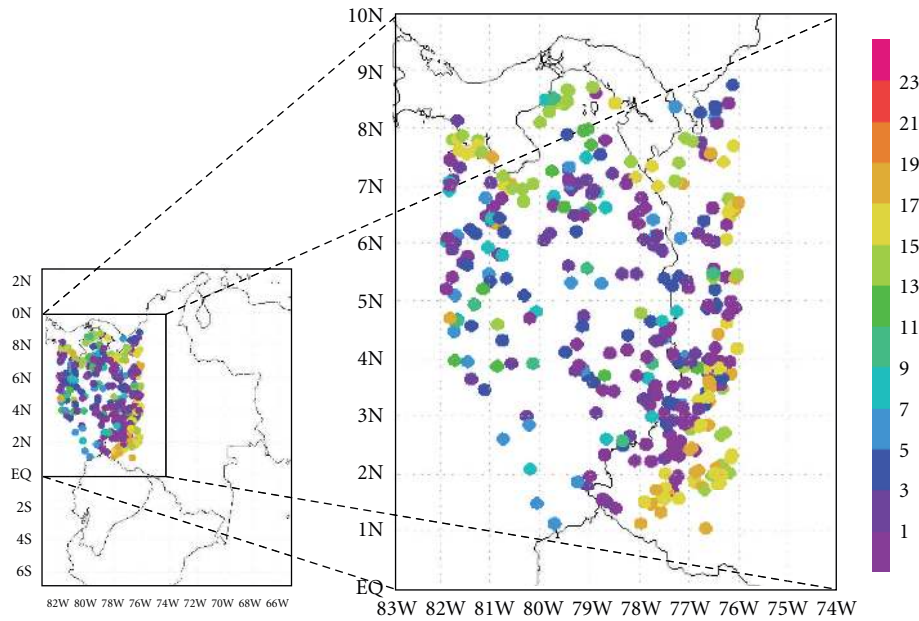 10N
9N
8N
7N
6N
5N
4N
3N
2N
1N
EQ
83W 82W 81W 80W 79W 78W 77W 76W 75W 74W
23
21
19
17
15
13
9
7
5
3
1
2N
0N
8N
6N
4N
2N
EQ
2S
4S
6S
82W 80W 78W 76W 74W 72W 70W 68W 66W